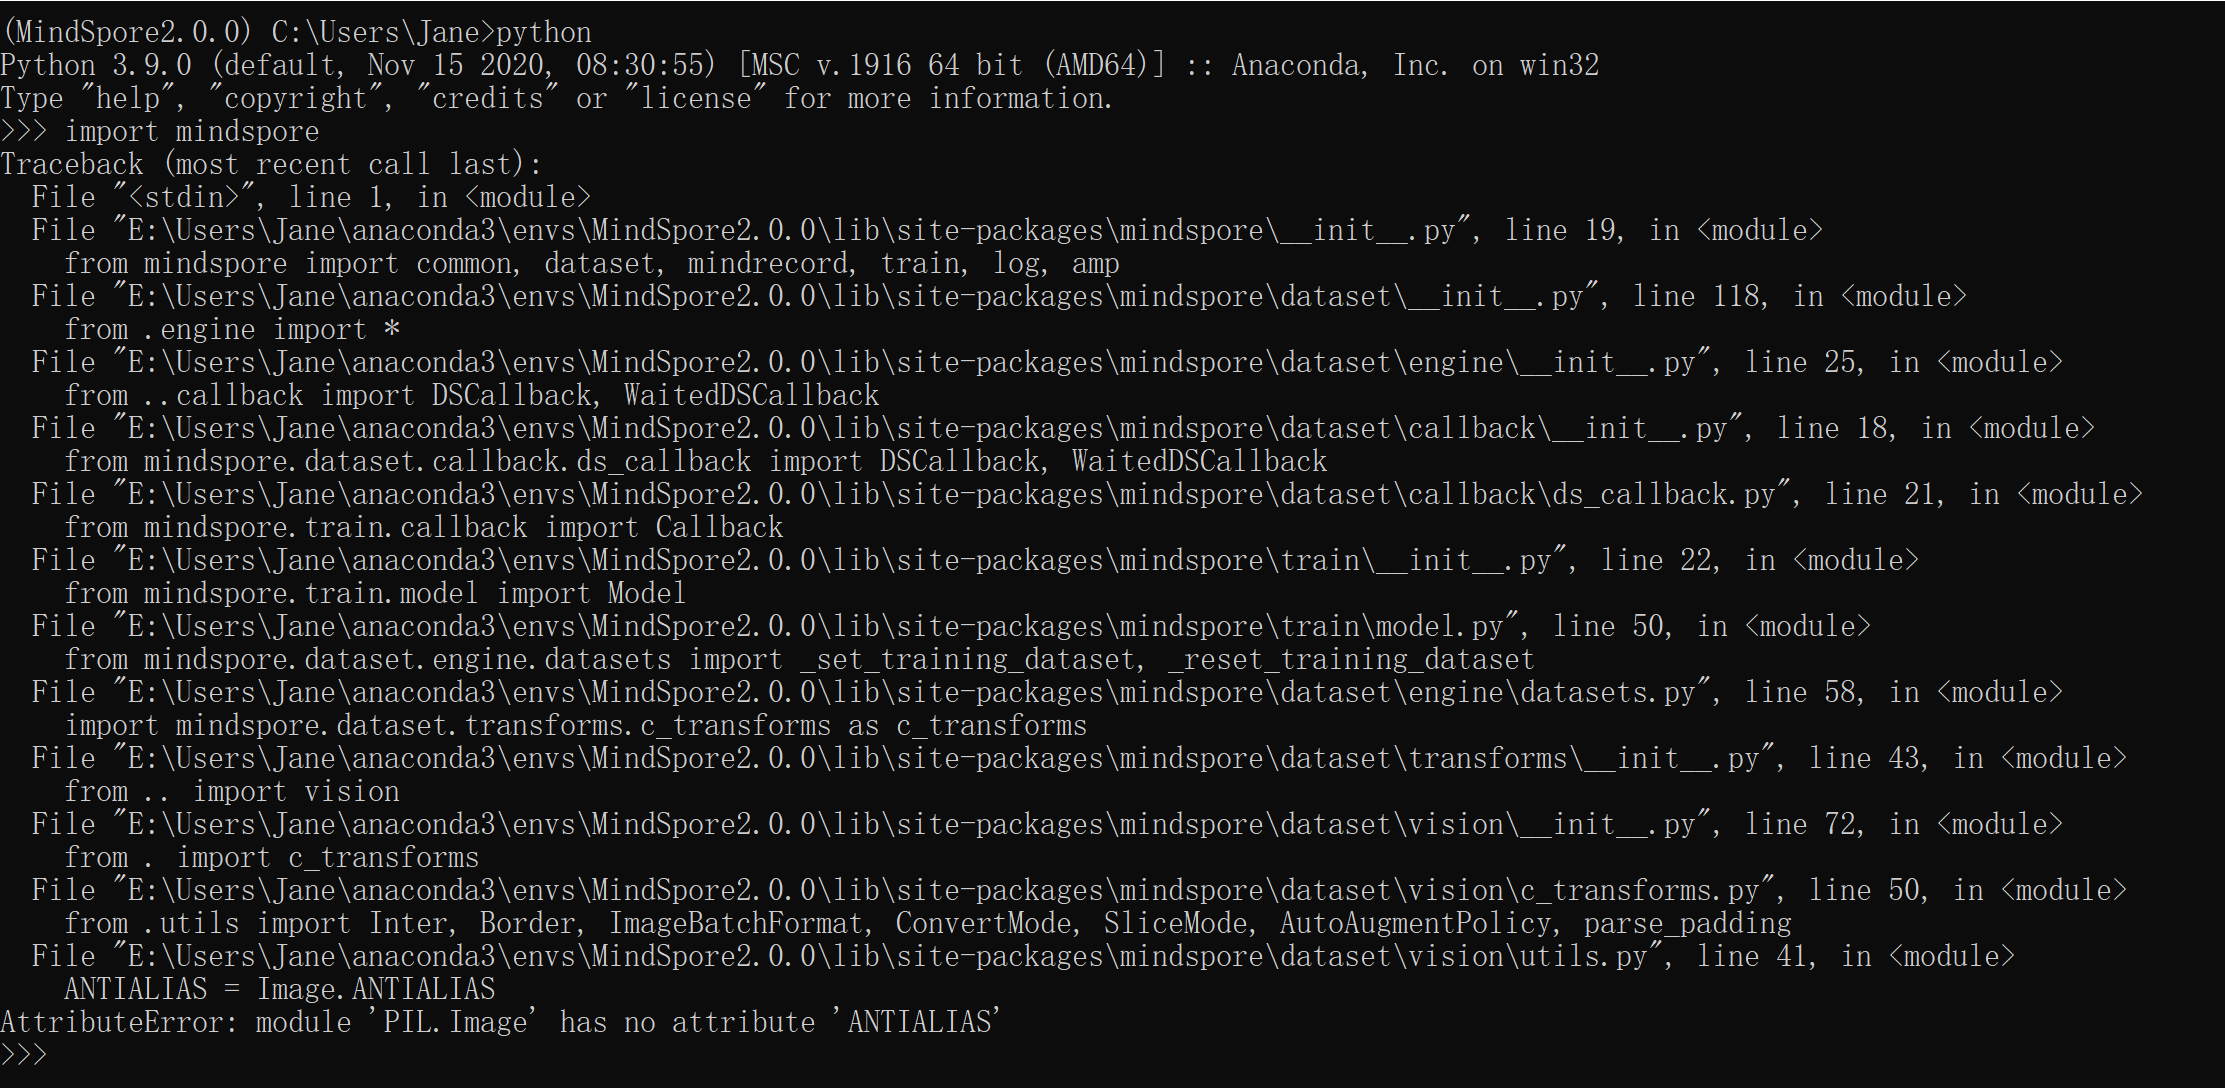 (MindSpore2.0.0) C:\Users\Jane>python
Python 3.9.0 (default, Nov 15 2020, 08:30:55) [MSC v.1916 64 bit (AMD64)] :: Anaconda, Inc. on win32
Type "help", "copyright", "credits" or "license" for more information.
>>> import mindspore
Traceback (most recent call last):
  File "<stdin>", line 1, in <module>
  File "E:\Users\Jane\anaconda3\envs\MindSpore2.0.0\lib\site-packages\mindspore\__init__.py", line 19, in <module>
    from mindspore import common, dataset, mindrecord, train, log, amp
  File "E:\Users\Jane\anaconda3\envs\MindSpore2.0.0\lib\site-packages\mindspore\dataset\__init__.py", line 118, in <module>
    from .engine import *
  File "E:\Users\Jane\anaconda3\envs\MindSpore2.0.0\lib\site-packages\mindspore\dataset\engine\__init__.py", line 25, in <module>
    from ..callback import DSCallback, WaitedDSCallback
  File "E:\Users\Jane\anaconda3\envs\MindSpore2.0.0\lib\site-packages\mindspore\dataset\callback\__init__.py", line 18, in <module>
    from mindspore.dataset.callback.ds_callback import DSCallback, WaitedDSCallback
  File "E:\Users\Jane\anaconda3\envs\MindSpore2.0.0\lib\site-packages\mindspore\dataset\callback\ds_callback.py", line 21, in <module>
    from mindspore.train.callback import Callback
  File "E:\Users\Jane\anaconda3\envs\MindSpore2.0.0\lib\site-packages\mindspore\train\__init__.py", line 22, in <module>
    from mindspore.train.model import Model
  File "E:\Users\Jane\anaconda3\envs\MindSpore2.0.0\lib\site-packages\mindspore\train\model.py", line 50, in <module>
    from mindspore.dataset.engine.datasets import _set_training_dataset, _reset_training_dataset
  File "E:\Users\Jane\anaconda3\envs\MindSpore2.0.0\lib\site-packages\mindspore\dataset\engine\datasets.py", line 58, in <module>
    import mindspore.dataset.transforms.c_transforms as c_transforms
  File "E:\Users\Jane\anaconda3\envs\MindSpore2.0.0\lib\site-packages\mindspore\dataset\transforms\__init__.py", line 43, in <module>
    from .. import vision
  File "E:\Users\Jane\anaconda3\envs\MindSpore2.0.0\lib\site-packages\mindspore\dataset\vision\__init__.py", line 72, in <module>
    from . import c_transforms
  File "E:\Users\Jane\anaconda3\envs\MindSpore2.0.0\lib\site-packages\mindspore\dataset\vision\c_transforms.py", line 50, in <module>
    from .utils import Inter, Border, ImageBatchFormat, ConvertMode, SliceMode, AutoAugmentPolicy, parse_padding
  File "E:\Users\Jane\anaconda3\envs\MindSpore2.0.0\lib\site-packages\mindspore\dataset\vision\utils.py", line 41, in <module>
    ANTIALIAS = Image.ANTIALIAS
AttributeError: module 'PIL.Image' has no attribute 'ANTIALIAS'
>>>